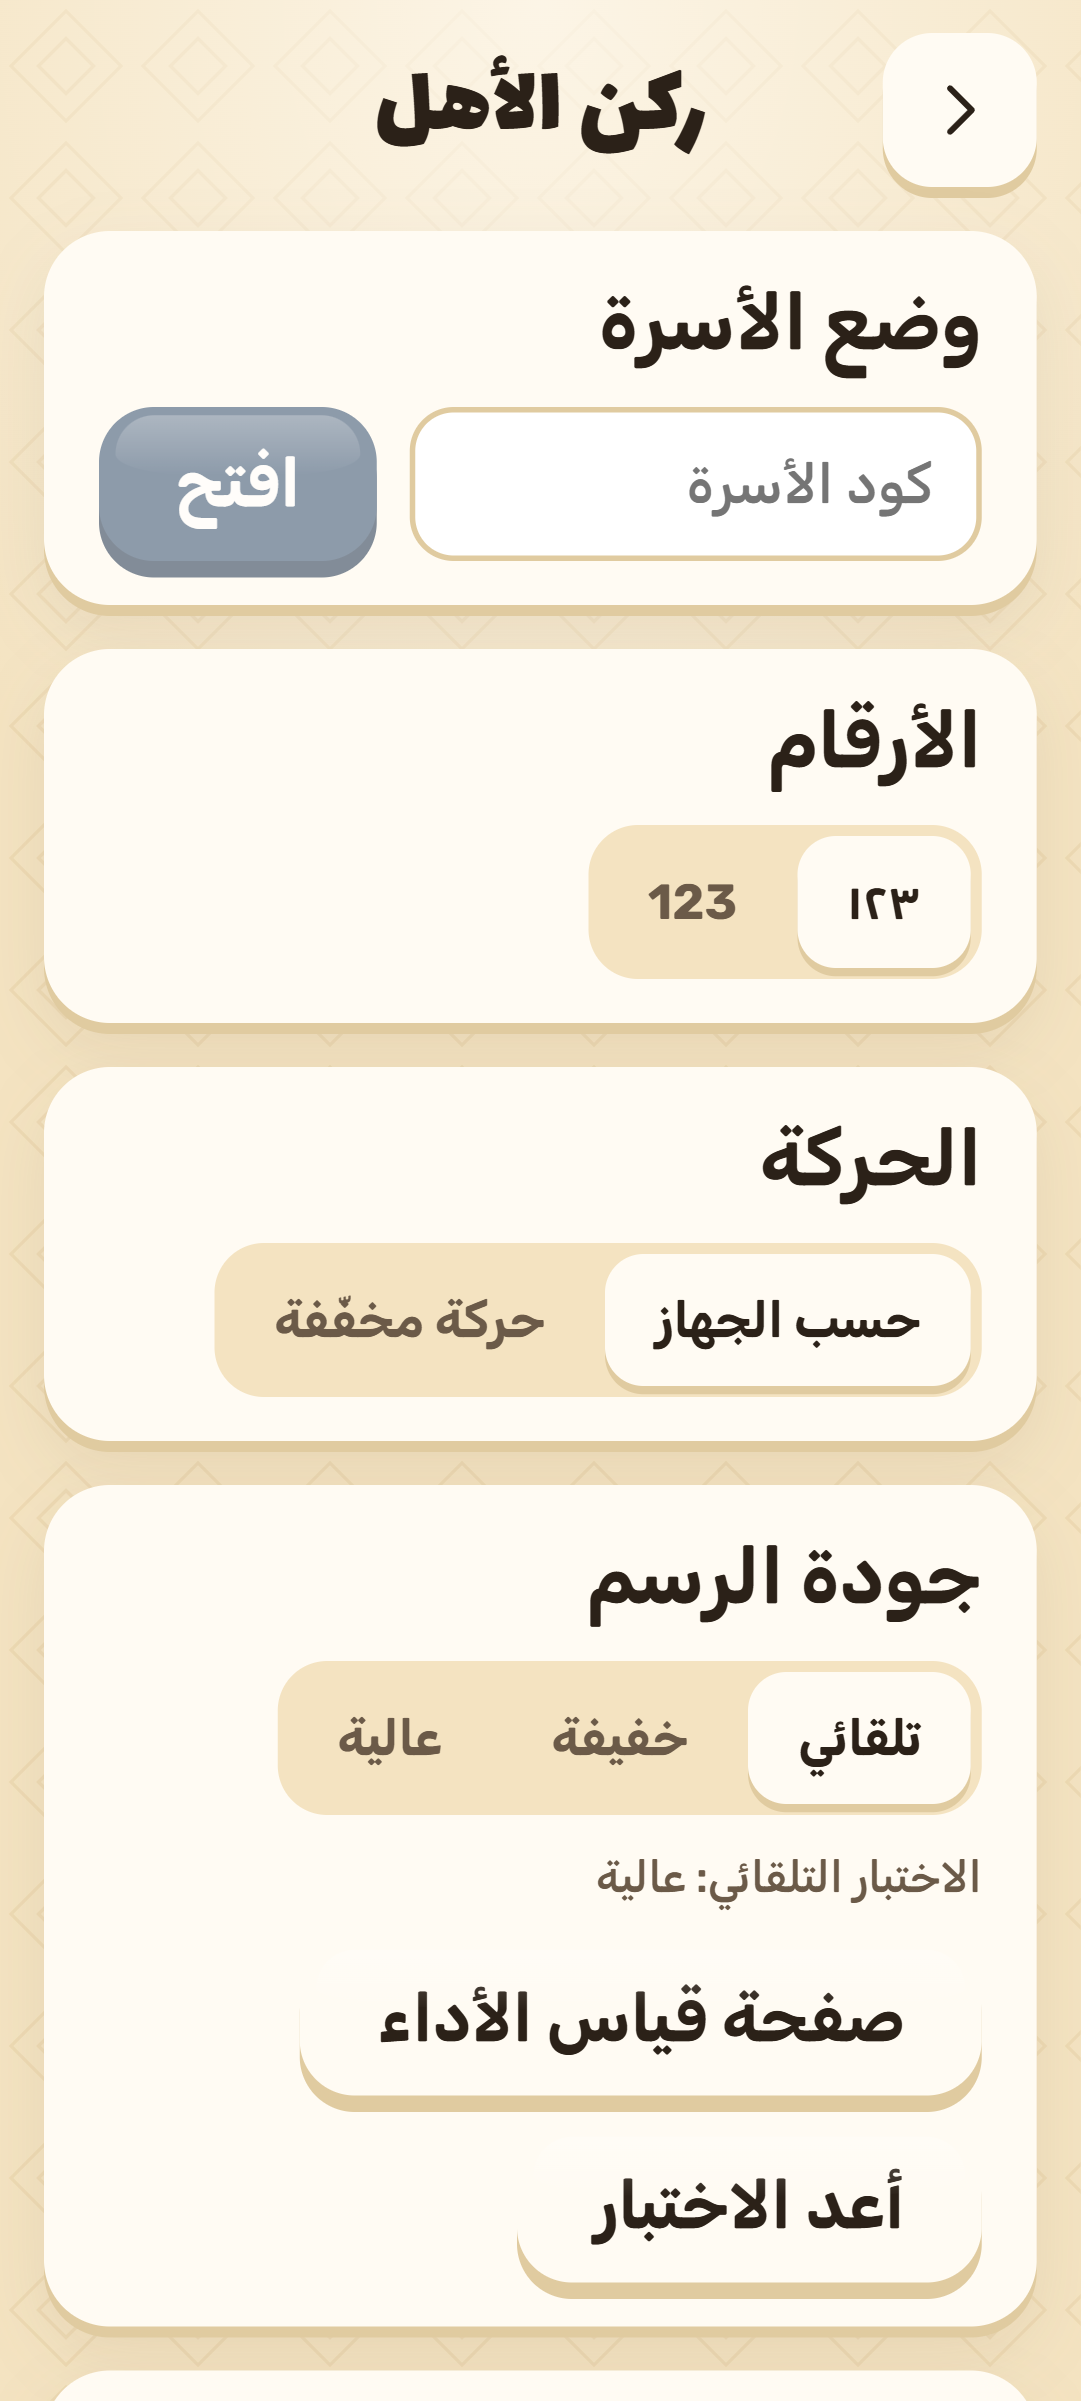 ركن الأهل
وضع الأسرة
كود الأسرة
افتح
الأرقام
١٢٣
123
الحركة
حسب الجهاز
حركة مخفّفة
جودة الرسم
تلقائي
خفيفة
عالية
الاختبار التلقائي: عالية
صفحة قياس الأداء
أعد الاختبار